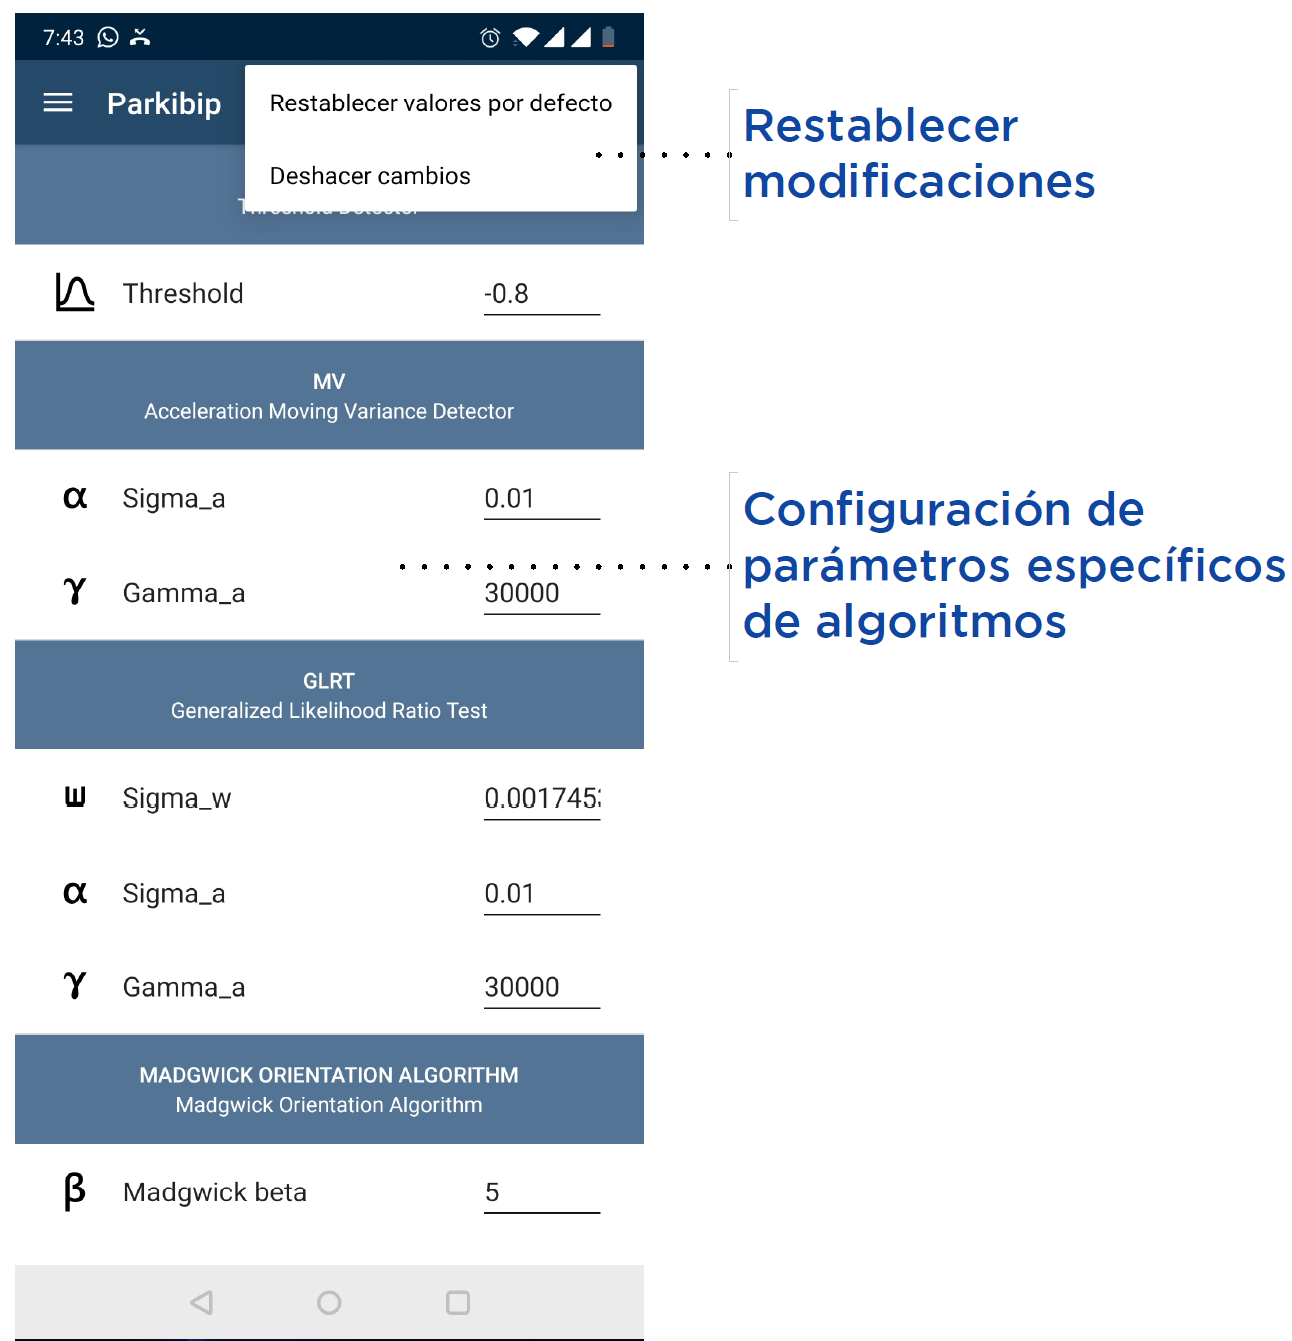 7:43
Parkibip
Restablecer valores por defecto
Deshacer cambios
Restablecer
modificaciones
Threshold Detector
Threshold
-0.8
MV
Acceleration Moving Variance Detector
α Sigma_a
0.01
γ Gamma_a
30000
Configuración de
parámetros específicos
de algoritmos
GLRT
Generalized Likelihood Ratio Test
Sigma_w
0.001745
α Sigma_a
0.01
γ Gamma_a
30000
MADGWICK ORIENTATION ALGORITHM
Madgwick Orientation Algorithm
β Madgwick beta
5